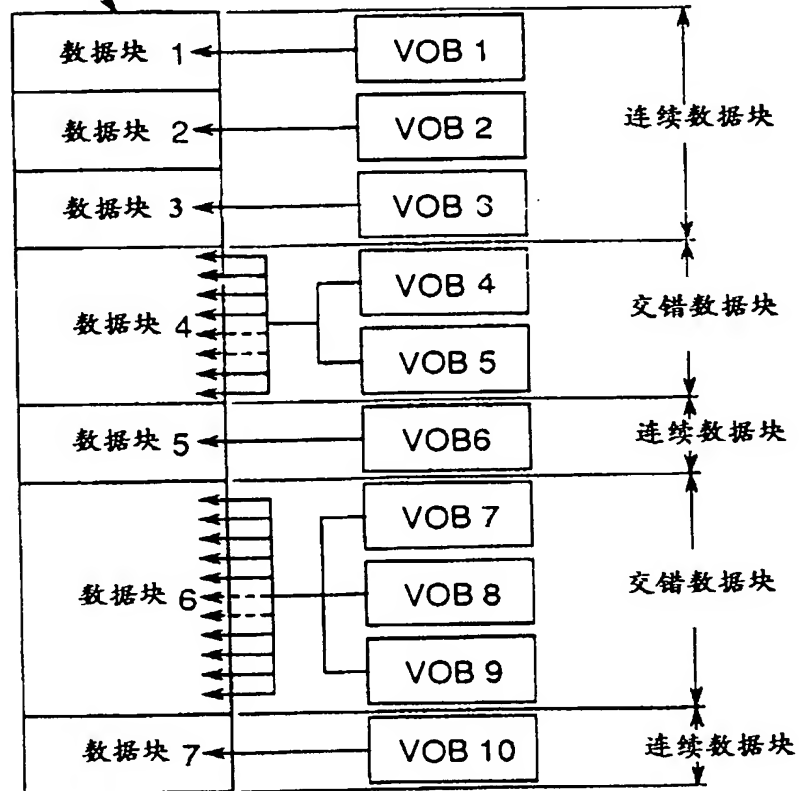 数据块 1
VOB 1
数据块 2
VOB 2
连续数据块
数据块 3
VOB 3
数据块 4
VOB 4
交错数据块
VOB 5
数据块 5
VOB6
连续数据块
数据块 6
VOB 7
VOB 8
交错数据块
VOB 9
数据块 7
VOB 10
连续数据块